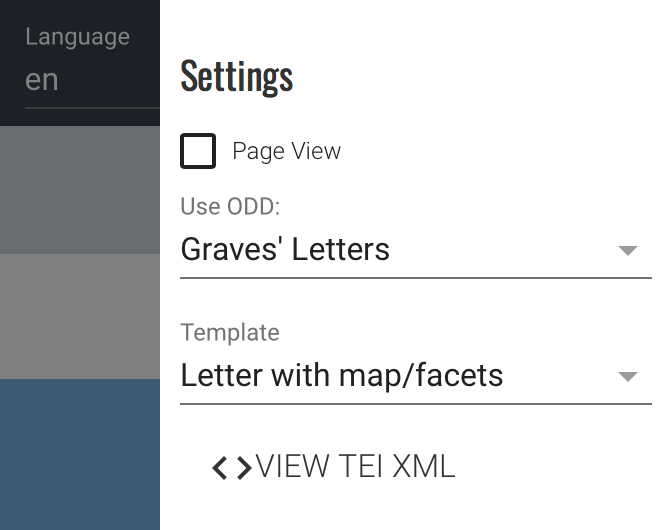 Language
en
Settings
Page View
Use ODD:
Graves' Letters
Template
Letter with map/facets
VIEW TEI XML